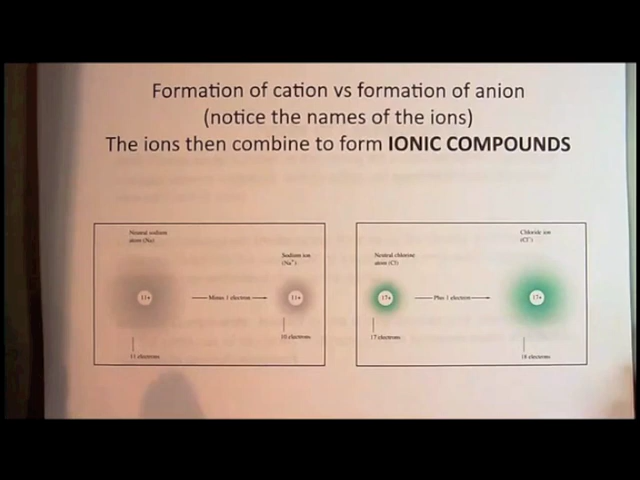 Formation of cation vs formation of anion
(notice the names of the ions)
The ions then combine to form IONIC COMPOUNDS
Neutral sodium
atom (Na)
11+
11 electrons
Minus 1 electron
Sodium ion
(Na⁺)
11+
10 electrons
Neutral chlorine
atom (Cl)
17+
17 electrons
Plus 1 electron
Chloride ion
(Cl⁻)
17+
18 electrons